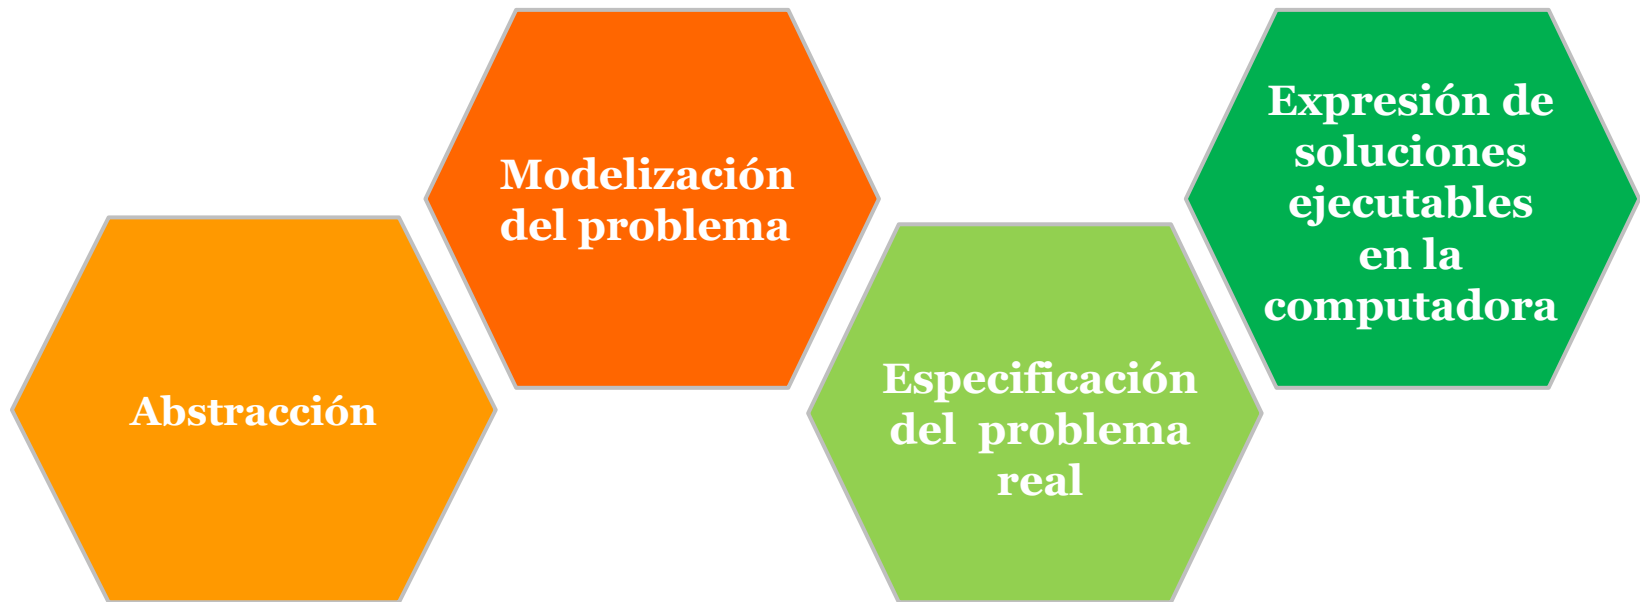 Abstracción
Modelización
del problema
Especificación
del problema
real
Expresión de
soluciones
ejecutables
en la
computadora